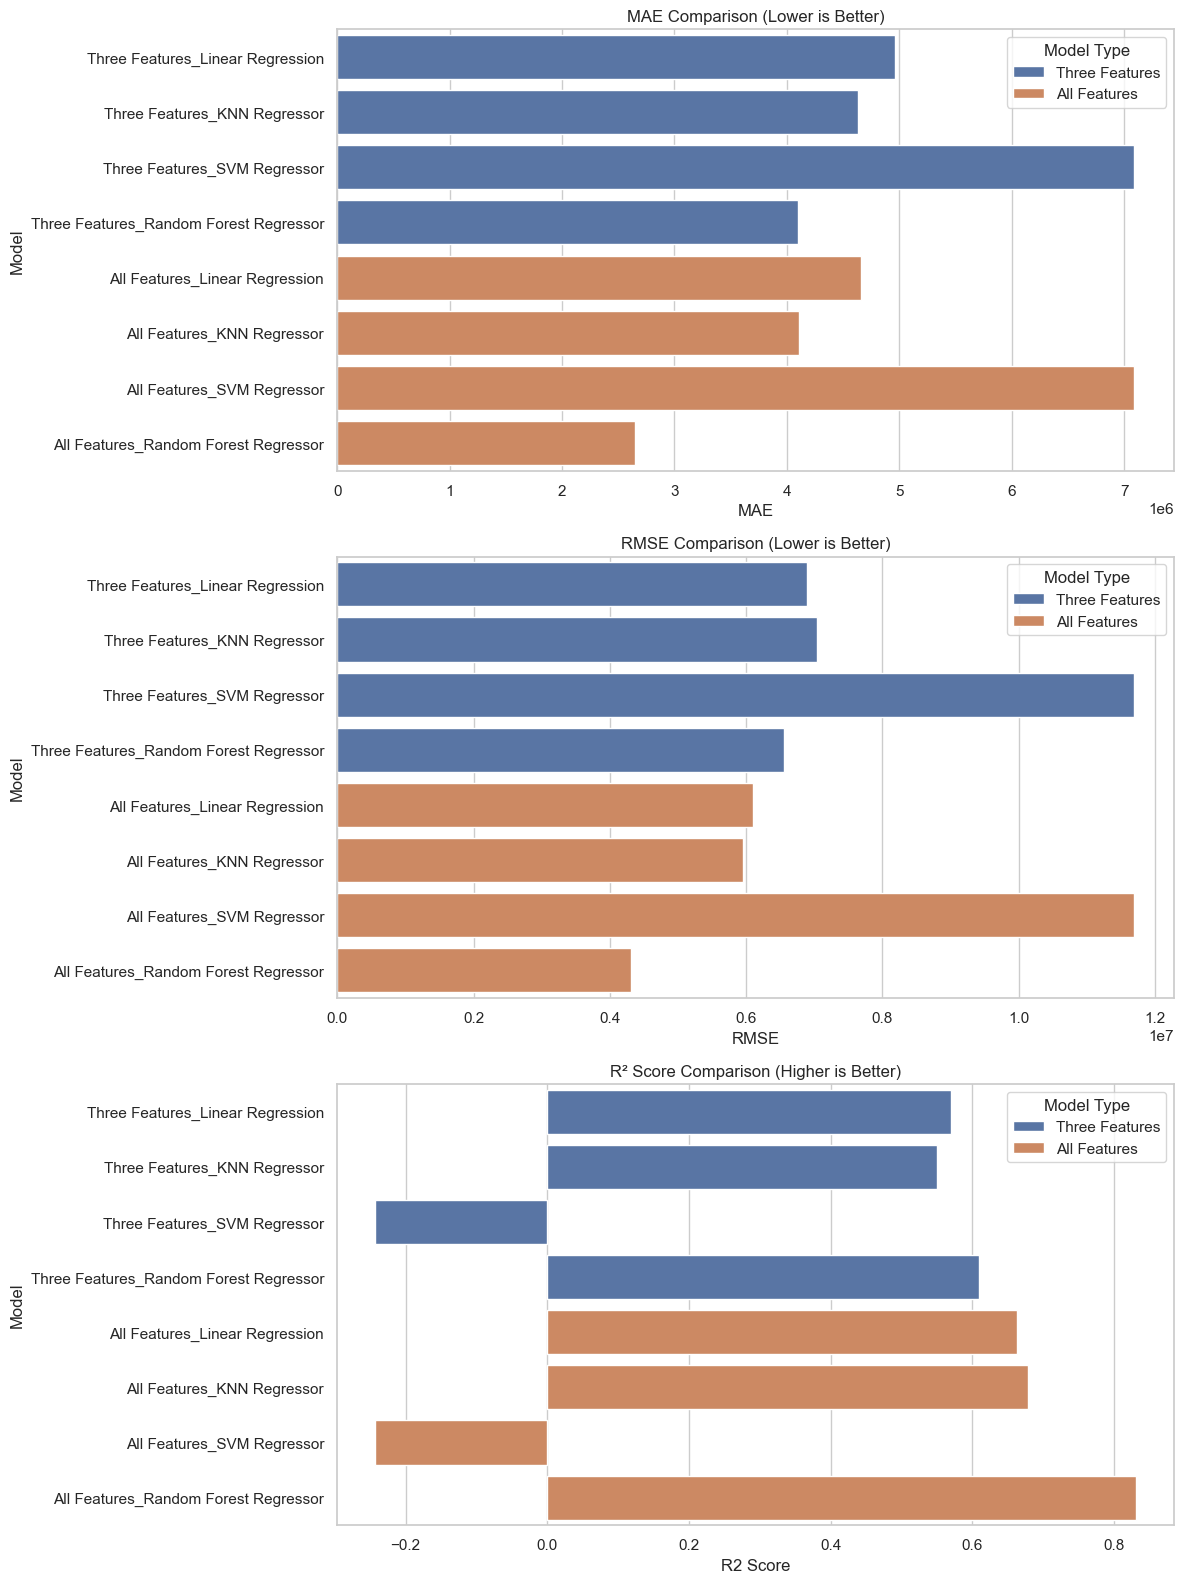 MAE Comparison (Lower is Better)
Model Type
Three Features
All Features
Three Features_Linear Regression
Three Features_KNN Regressor
Three Features_SVM Regressor
Three Features_Random Forest Regressor
All Features_Linear Regression
All Features_KNN Regressor
All Features_SVM Regressor
All Features_Random Forest Regressor
Model
0 1 2 3 4 5 6 7
1e6
MAE
RMSE Comparison (Lower is Better)
Model Type
Three Features
All Features
Three Features_Linear Regression
Three Features_KNN Regressor
Three Features_SVM Regressor
Three Features_Random Forest Regressor
All Features_Linear Regression
All Features_KNN Regressor
All Features_SVM Regressor
All Features_Random Forest Regressor
Model
0.0 0.2 0.4 0.6 0.8 1.0 1.2
1e7
RMSE
R² Score Comparison (Higher is Better)
Model Type
Three Features
All Features
Three Features_Linear Regression
Three Features_KNN Regressor
Three Features_SVM Regressor
Three Features_Random Forest Regressor
All Features_Linear Regression
All Features_KNN Regressor
All Features_SVM Regressor
All Features_Random Forest Regressor
Model
−0.2 0.0 0.2 0.4 0.6 0.8
R2 Score